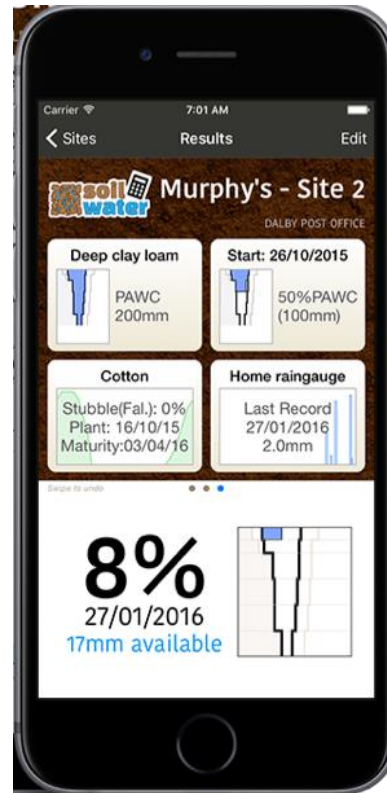 Carrier 7:01 AM
Sites Results Edit
soil water Murphy's - Site 2
DALBY POST OFFICE
Deep clay loam
PAWC
200mm
Start: 26/10/2015
50%PAWC
(100mm)
Cotton
Stubble(Fal.): 0%
Plant: 16/10/15
Maturity:03/04/16
Home raingauge
Last Record
27/01/2016
2.0mm
Swipe to undo
8%
27/01/2016
17mm available